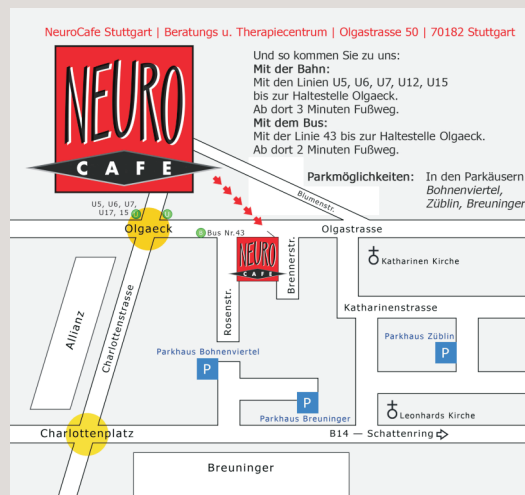 NeuroCafe Stuttgart | Beratungs u. Therapiecentrum | Olgastrasse 50 | 70182 Stuttgart
NEURO
CAFE
Und so kommen Sie zu uns:
Mit der Bahn:
Mit den Linien U5, U6, U7, U12, U15
bis zur Haltestelle Olgaeck.
Ab dort 3 Minuten Fußweg.
Mit dem Bus:
Mit der Linie 43 bis zur Haltestelle Olgaeck.
Ab dort 2 Minuten Fußweg.
Parkmöglichkeiten: In den Parkäusern
Bohnenviertel,
Züblin, Breuninger
Blumenstr.
U5, U6, U7,
U17, 15 U U
Olgaeck
Bus Nr.43
Olgastrasse
NEURO
CAFE
Brennerstr.
Katharinen Kirche
Rosenstr.
Katharinenstrasse
Allianz
Charlottenstrasse
Parkhaus Bohnenviertel
P
Parkhaus Züblin
P
P
Parkhaus Breuninger
Leonhards Kirche
Charlottenplatz
B14 — Schattenring
Breuninger